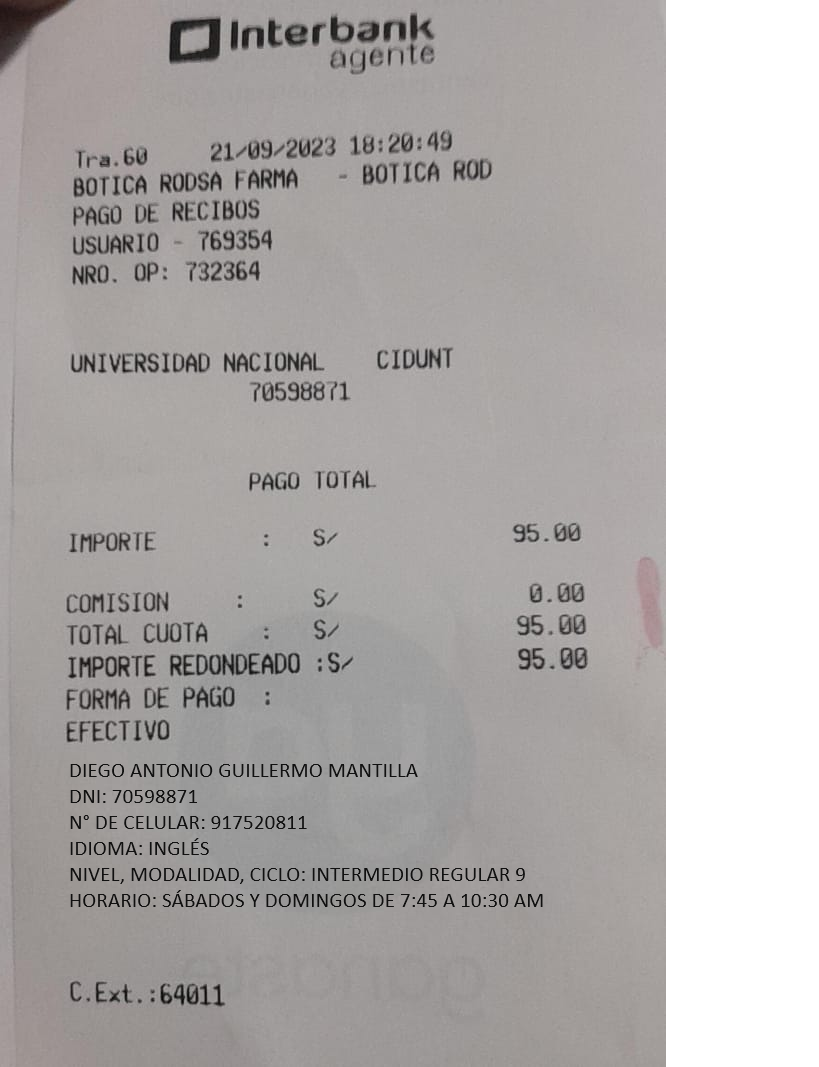 Interbank
agente
Tra.60 21/09/2023 18:20:49
BOTICA RODSA FARMA - BOTICA ROD
PAGO DE RECIBOS
USUARIO - 769354
NRO. OP: 732364
UNIVERSIDAD NACIONAL CIDUNT
70598871
PAGO TOTAL
IMPORTE : S/ 95.00
COMISION : S/ 0.00
TOTAL CUOTA : S/ 95.00
IMPORTE REDONDEADO :S/ 95.00
FORMA DE PAGO :
EFECTIVO
DIEGO ANTONIO GUILLERMO MANTILLA
DNI: 70598871
N° DE CELULAR: 917520811
IDIOMA: INGLÉS
NIVEL, MODALIDAD, CICLO: INTERMEDIO REGULAR 9
HORARIO: SÁBADOS Y DOMINGOS DE 7:45 A 10:30 AM
C.Ext.:64011